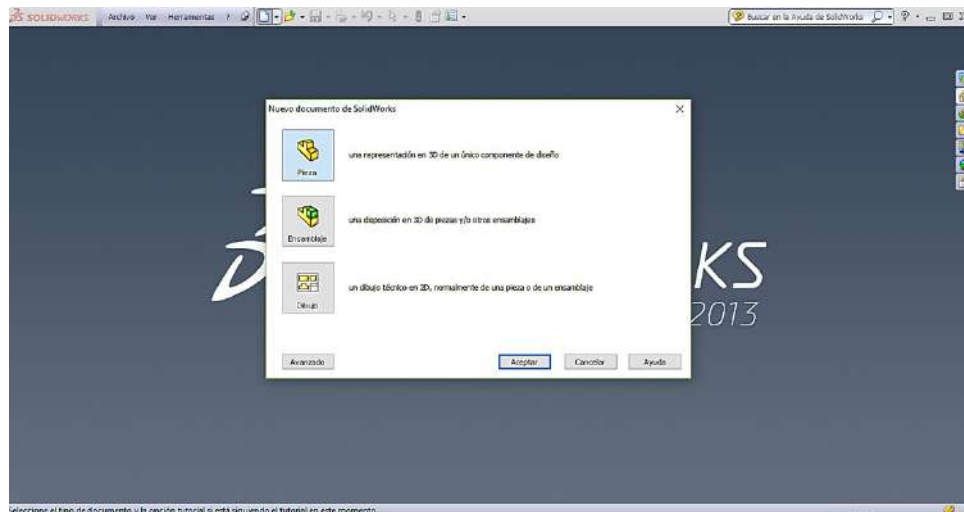 SOLIDWORKS Archivo Ver Herramientas ? Buscar en la Ayuda de SolidWorks ?
Nuevo documento de SolidWorks
Pieza
una representación en 3D de un único componente de diseño
Ensamblaje
una disposición en 3D de piezas y/o otros ensamblajes
Dibujo
un dibujo técnico en 2D, normalmente de una pieza o de un ensamblaje
KS
2013
Avanzado Aceptar Cancelar Ayuda
Seleccione el tipo de documento y la opción tutorial si está siguiendo el tutorial en este momento.